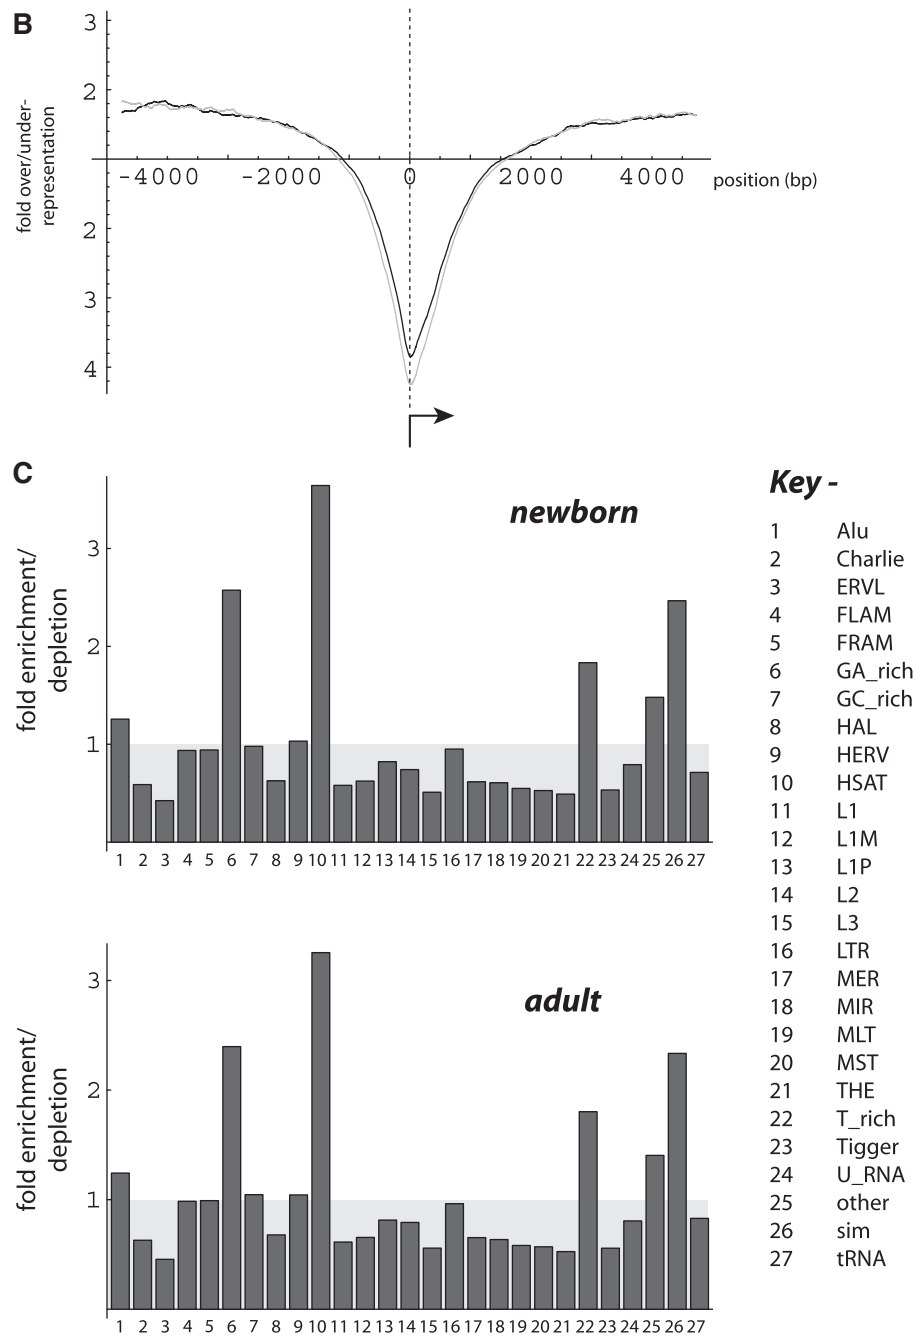 B
3
2
fold over/under-
representation
-4000 -2000 0 2000 4000 position (bp)
2
3
4
C
newborn
fold enrichment/
depletion
3
2
1
1 2 3 4 5 6 7 8 9 10 11 12 13 14 15 16 17 18 19 20 21 22 23 24 25 26 27
adult
fold enrichment/
depletion
3
2
1
1 2 3 4 5 6 7 8 9 10 11 12 13 14 15 16 17 18 19 20 21 22 23 24 25 26 27
Key -
1 Alu
2 Charlie
3 ERVL
4 FLAM
5 FRAM
6 GA_rich
7 GC_rich
8 HAL
9 HERV
10 HSAT
11 L1
12 L1M
13 L1P
14 L2
15 L3
16 LTR
17 MER
18 MIR
19 MLT
20 MST
21 THE
22 T_rich
23 Tigger
24 U_RNA
25 other
26 sim
27 tRNA